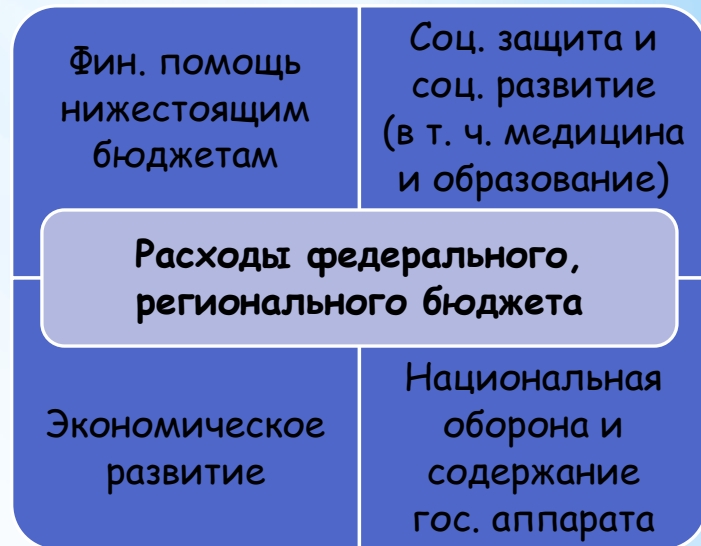 Фин. помощь
нижестоящим
бюджетам
Соц. защита и
соц. развитие
(в т. ч. медицина
и образование)
Расходы федерального,
регионального бюджета
Экономическое
развитие
Национальная
оборона и
содержание
гос. аппарата